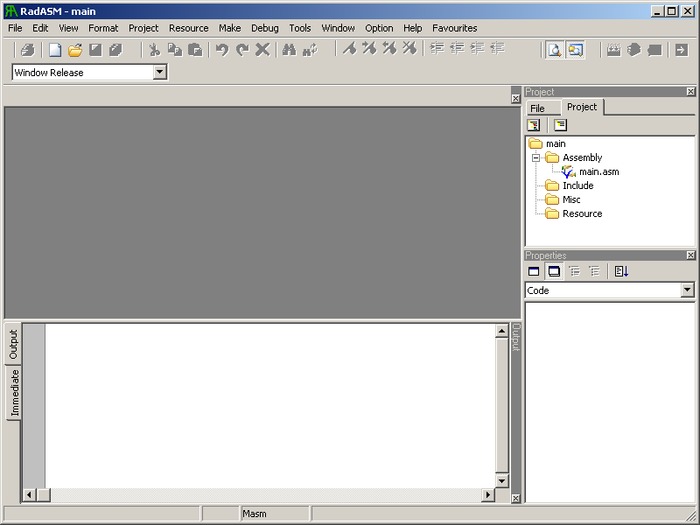 RadASM - main
File Edit View Format Project Resource Make Debug Tools Window Option Help Favourites
Window Release
Project
File Project
main
Assembly
main.asm
Include
Misc
Resource
Properties
Code
Output
Immediate
Output
Masm